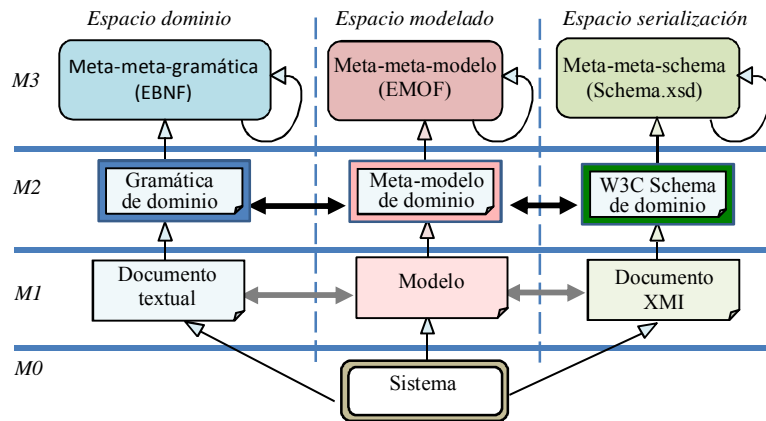 Espacio dominio
Espacio modelado
Espacio serialización
M3
Meta-meta-gramática
(EBNF)
Meta-meta-modelo
(EMOF)
Meta-meta-schema
(Schema.xsd)
M2
Gramática
de dominio
Meta-modelo
de dominio
W3C Schema
de dominio
M1
Documento
textual
Modelo
Documento
XMI
M0
Sistema